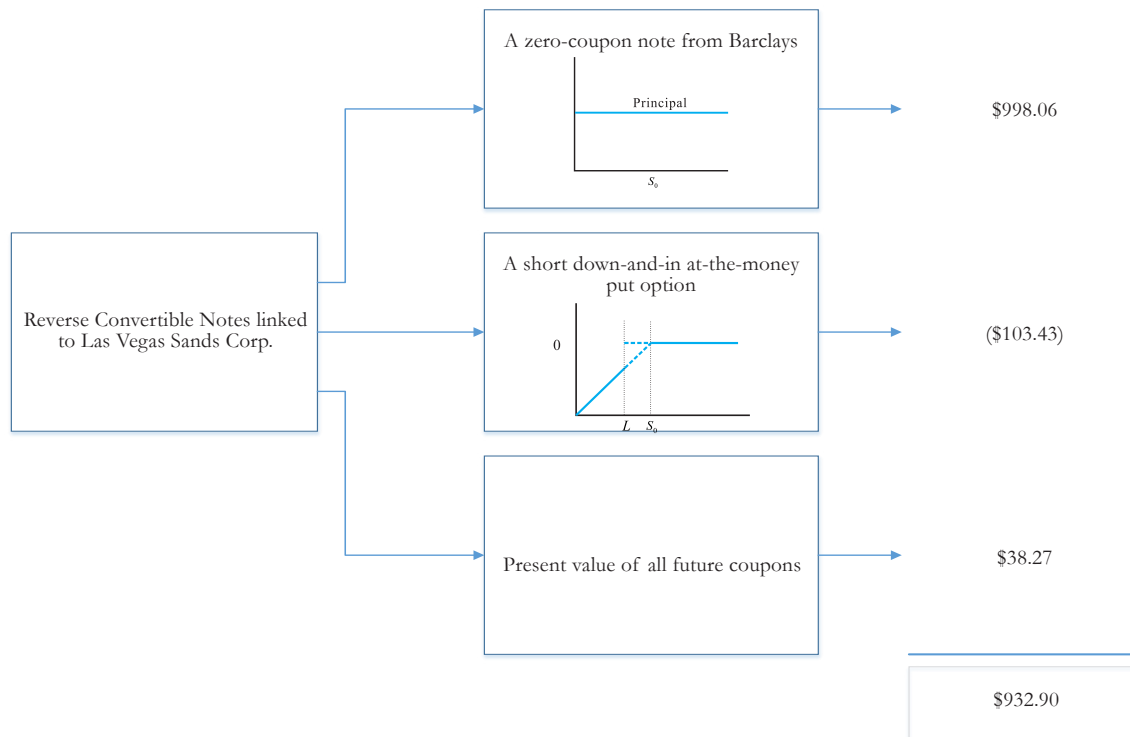 A zero-coupon note from Barclays
Principal
S₀
$998.06
Reverse Convertible Notes linked
to Las Vegas Sands Corp.
A short down-and-in at-the-money
put option
0
L S₀
($103.43)
Present value of all future coupons
$38.27
$932.90